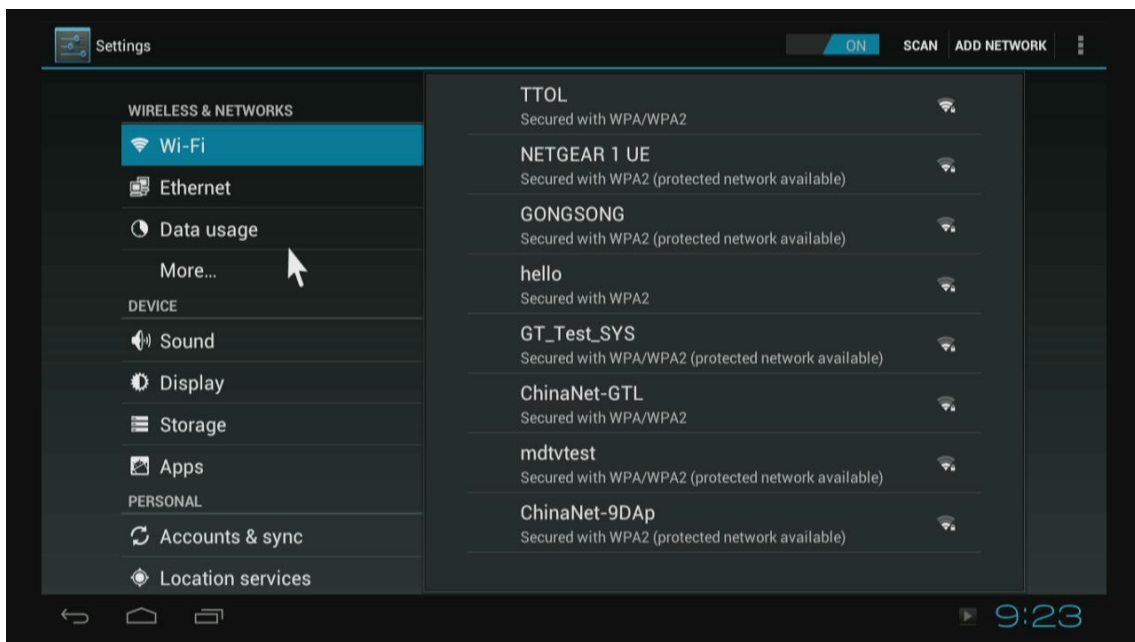 Settings
ON SCAN ADD NETWORK
WIRELESS & NETWORKS
Wi-Fi
Ethernet
Data usage
More...
DEVICE
Sound
Display
Storage
Apps
PERSONAL
Accounts & sync
Location services
TTOL
Secured with WPA/WPA2
NETGEAR 1 UE
Secured with WPA2 (protected network available)
GONGSONG
Secured with WPA2 (protected network available)
hello
Secured with WPA2
GT_Test_SYS
Secured with WPA/WPA2 (protected network available)
ChinaNet-GTL
Secured with WPA/WPA2
mdtvtest
Secured with WPA/WPA2 (protected network available)
ChinaNet-9DAp
Secured with WPA2 (protected network available)
9:23